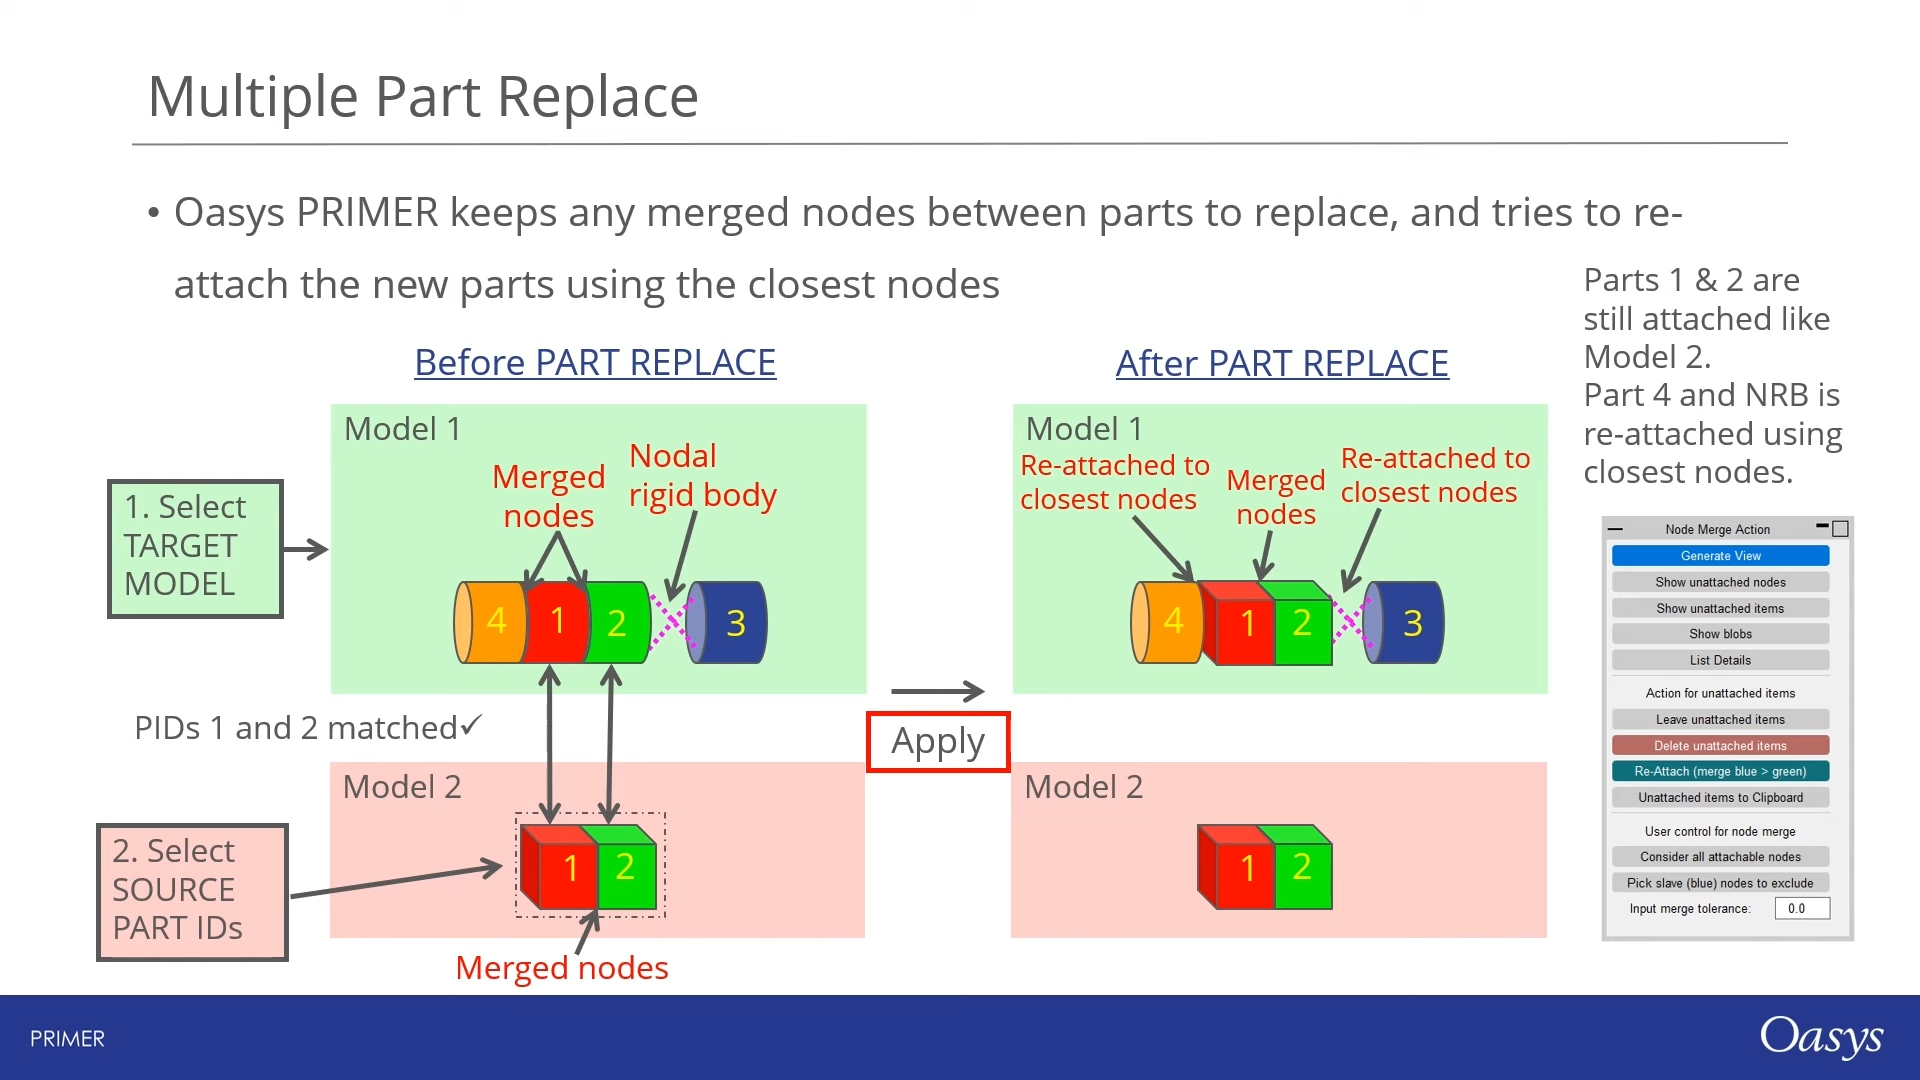 Multiple Part Replace
• Oasys PRIMER keeps any merged nodes between parts to replace, and tries to re-
attach the new parts using the closest nodes
Parts 1 & 2 are
still attached like
Model 2.
Part 4 and NRB is
re-attached using
closest nodes.
Before PART REPLACE
After PART REPLACE
1. Select
TARGET
MODEL
Model 1
Merged
nodes
Nodal
rigid body
4 1 2 3
Model 1
Re-attached to
closest nodes
Merged
nodes
Re-attached to
closest nodes
4 1 2 3
PIDs 1 and 2 matched✓
Apply
2. Select
SOURCE
PART IDs
Model 2
1 2
Merged nodes
Model 2
1 2
Node Merge Action
Generate View
Show unattached nodes
Show unattached items
Show blobs
List Details
Action for unattached items
Leave unattached items
Delete unattached items
Re-Attach (merge blue > green)
Unattached items to Clipboard
User control for node merge
Consider all attachable nodes
Pick slave (blue) nodes to exclude
Input merge tolerance: 0.0
PRIMER
Oasys